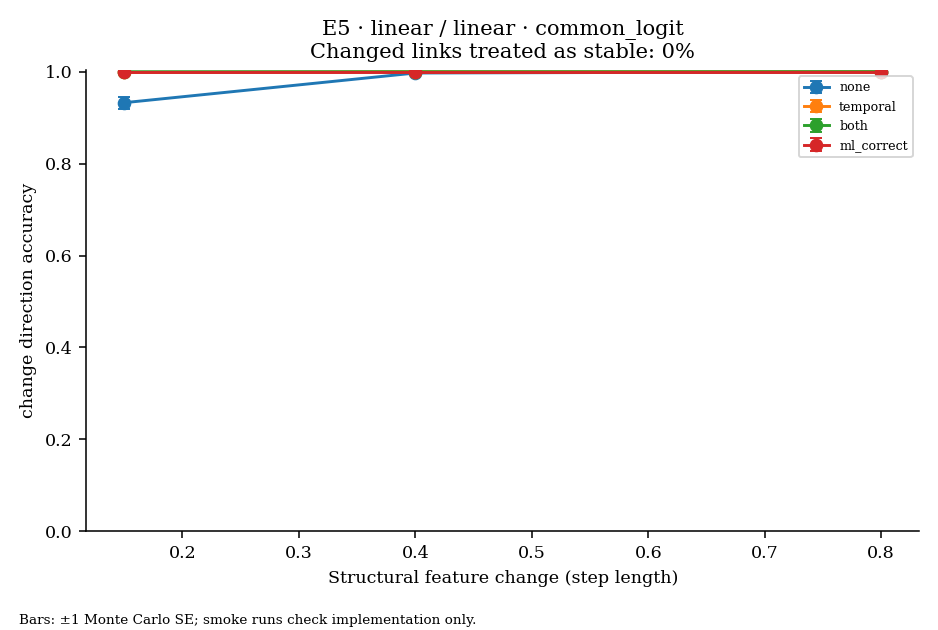 E5 · linear / linear · common_logit
Changed links treated as stable: 0%
change direction accuracy
1.0
0.8
0.6
0.4
0.2
0.0
none
temporal
both
ml_correct
0.2 0.3 0.4 0.5 0.6 0.7 0.8
Structural feature change (step length)
Bars: ±1 Monte Carlo SE; smoke runs check implementation only.